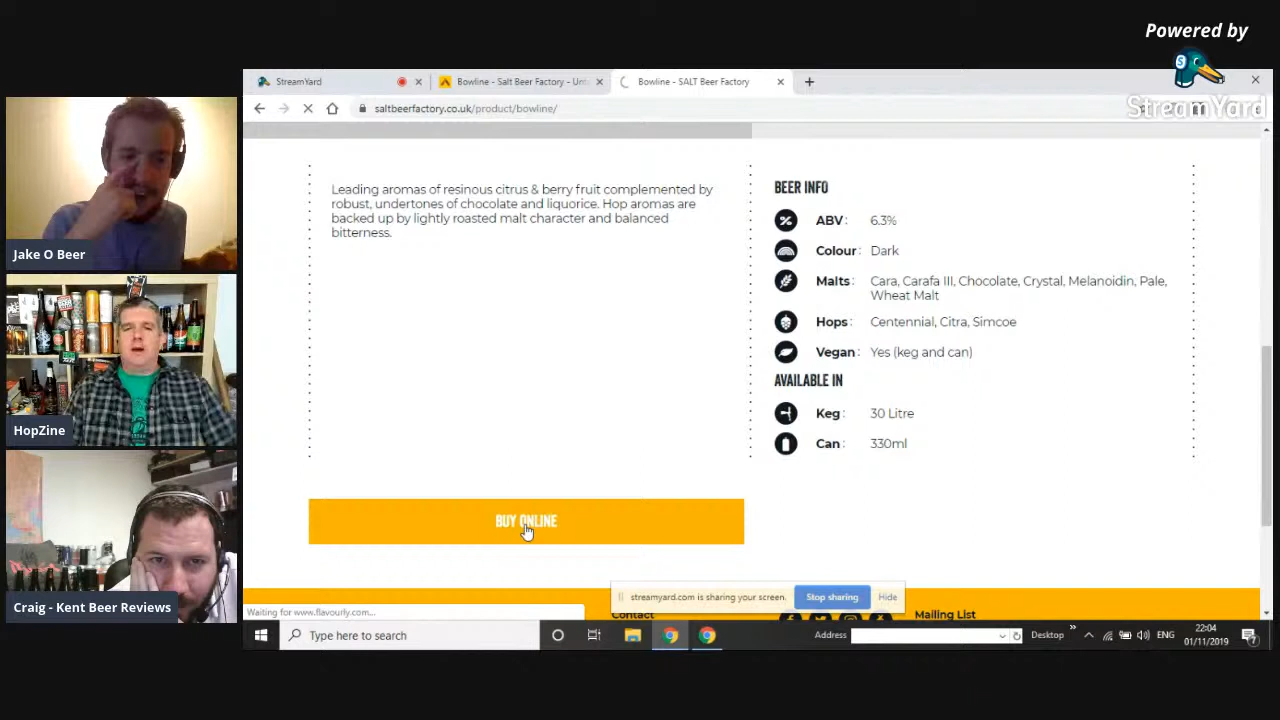 Powered by
StreamYard
StreamYard
Bowline - Salt Beer Factory - Unt
Bowline - SALT Beer Factory
saltbeerfactory.co.uk/product/bowline/
Jake O Beer
HopZine
Craig - Kent Beer Reviews
Leading aromas of resinous citrus & berry fruit complemented by
robust, undertones of chocolate and liquorice. Hop aromas are
backed up by lightly roasted malt character and balanced
bitterness.
BEER INFO
ABV: 6.3%
Colour: Dark
Malts: Cara, Carafa III, Chocolate, Crystal, Melanoidin, Pale,
Wheat Malt
Hops: Centennial, Citra, Simcoe
Vegan: Yes (keg and can)
AVAILABLE IN
Keg: 30 Litre
Can: 330ml
BUY ONLINE
streamyard.com is sharing your screen.
Stop sharing
Hide
Waiting for www.flavourly.com...
Contact
Mailing List
Type here to search
Address
Desktop
ENG
22:04
01/11/2019